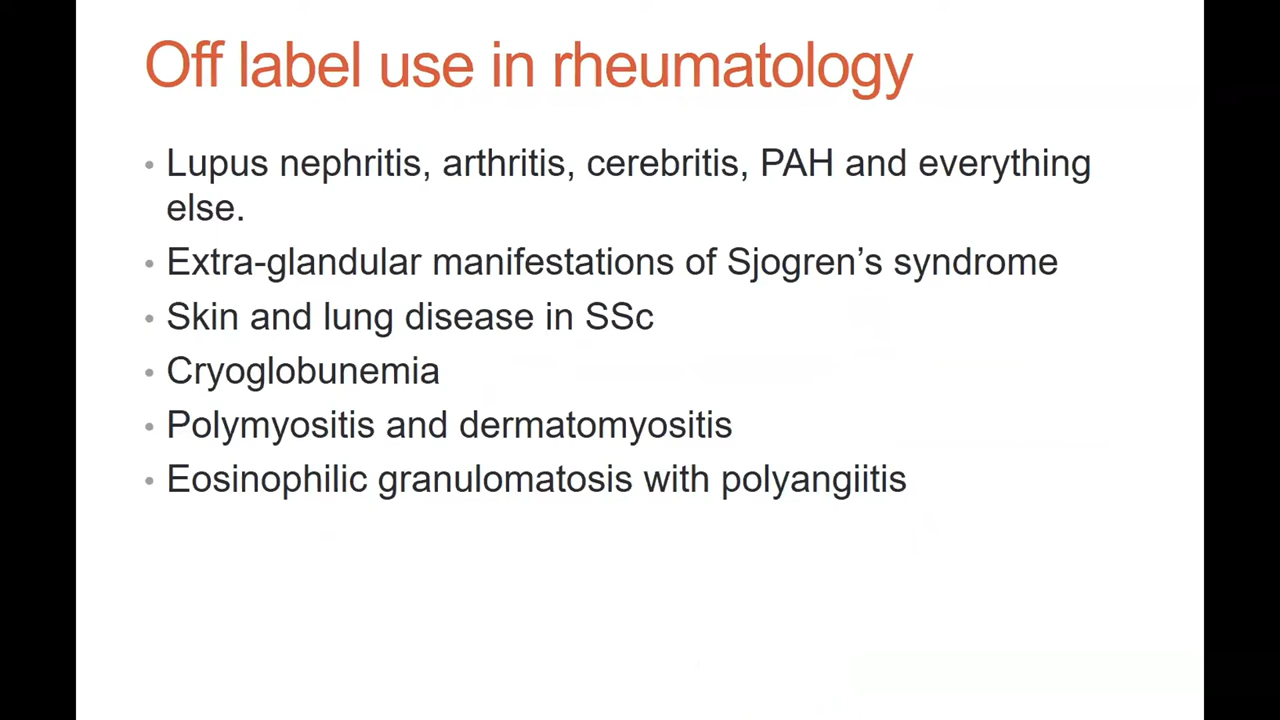 Off label use in rheumatology
• Lupus nephritis, arthritis, cerebritis, PAH and everything
else.
• Extra-glandular manifestations of Sjogren’s syndrome
• Skin and lung disease in SSc
• Cryoglobunemia
• Polymyositis and dermatomyositis
• Eosinophilic granulomatosis with polyangiitis